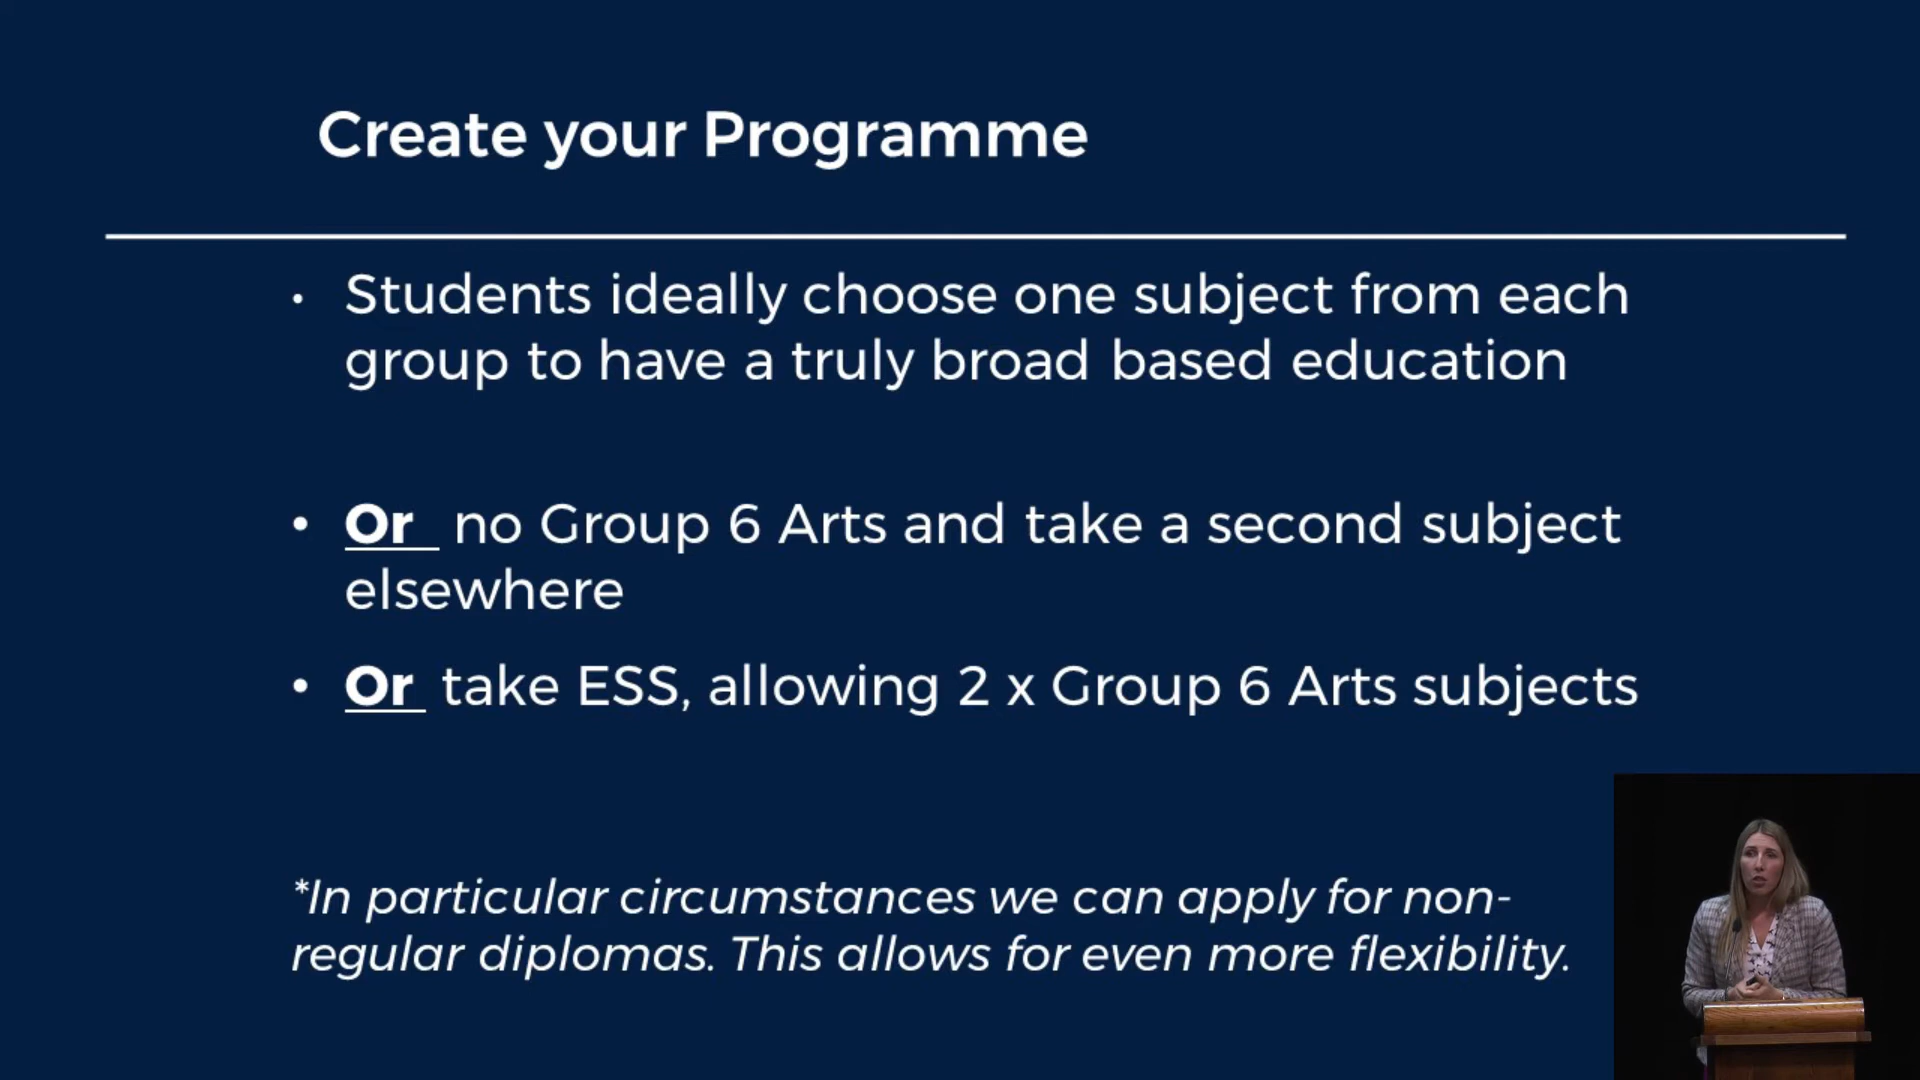 Create your Programme
• Students ideally choose one subject from each
group to have a truly broad based education
• Or no Group 6 Arts and take a second subject
elsewhere
• Or take ESS, allowing 2 x Group 6 Arts subjects
*In particular circumstances we can apply for non-
regular diplomas. This allows for even more flexibility.